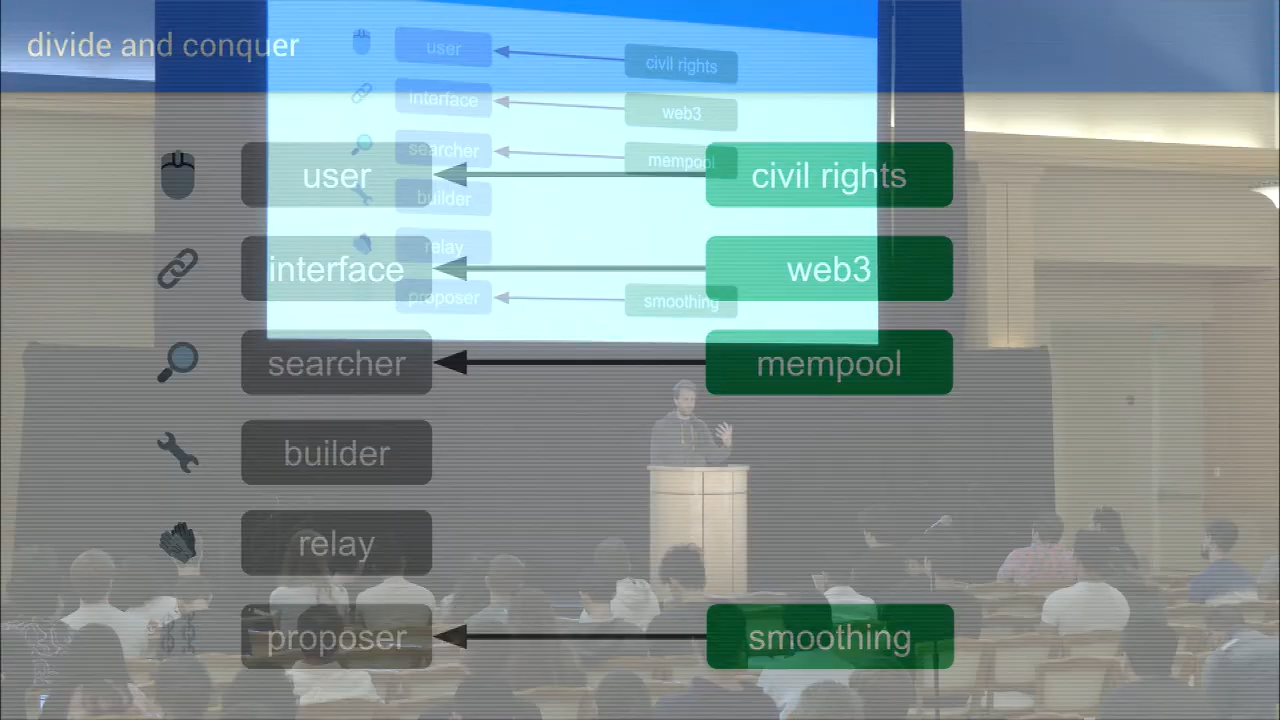 divide and conquer
user
civil rights
interface
web3
searcher
mempool
builder
relay
proposer
smoothing
user
civil rights
interface
web3
searcher
mempool
builder
relay
proposer
smoothing